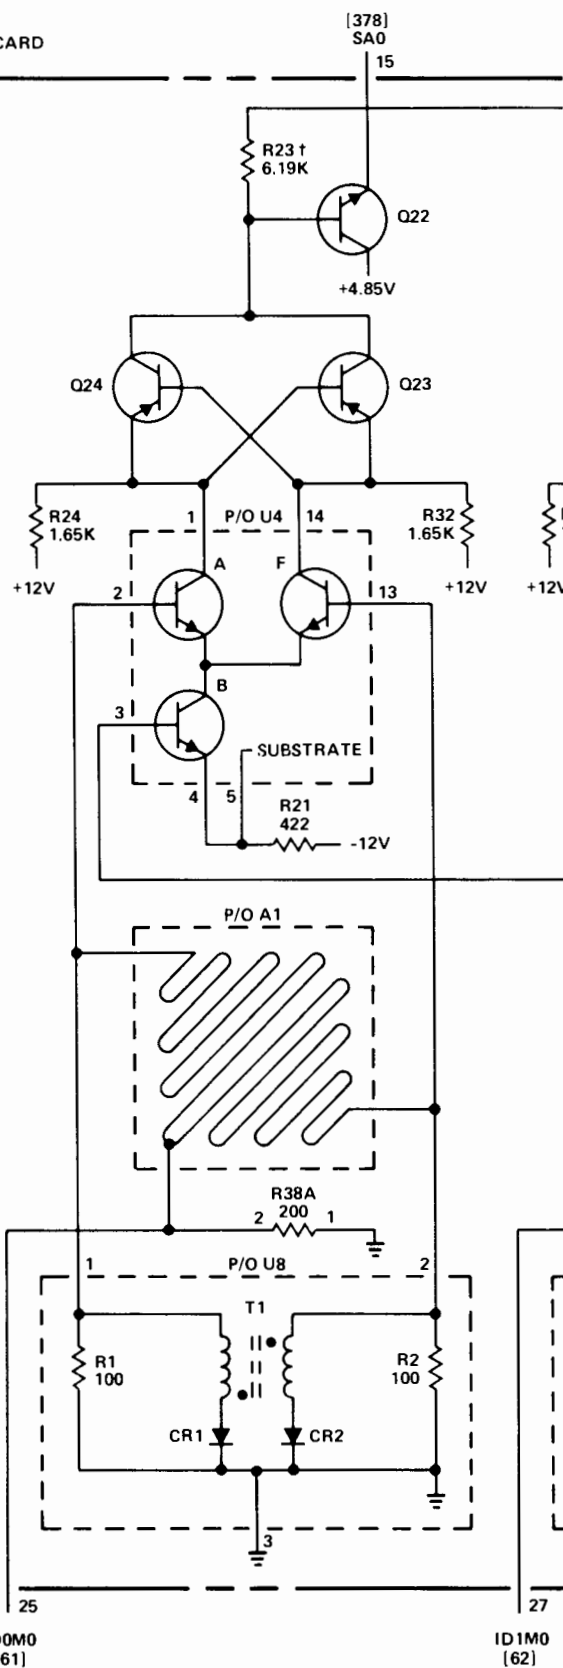 [378]
SA0
CARD
15
R23 †
6.19K
Q22
+4.85V
Q24
Q23
R24
1.65K
1
P/O U4
14
R32
1.65K
+12V
+12V
+12V
A
F
2
13
B
3
SUBSTRATE
4
5
R21
422
-12V
P/O A1
R38A
200
2
1
1
P/O U8
2
T1
R1
100
R2
100
CR1
CR2
3
25
27
00M0
61]
ID1M0
[62]